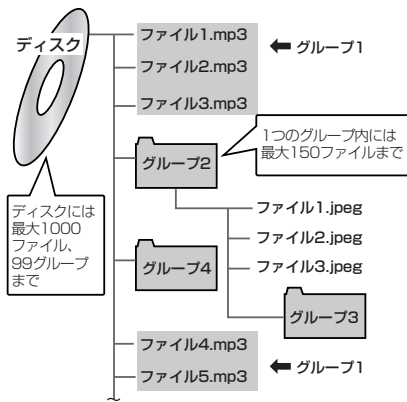 ディスク
ファイル1.mp3
ファイル2.mp3
ファイル3.mp3
⬅ グループ1
グループ2
1つのグループ内には
最大150ファイルまで
ディスクには
最大1000
ファイル、
99グループ
まで
ファイル1.jpeg
ファイル2.jpeg
ファイル3.jpeg
グループ4
グループ3
ファイル4.mp3
ファイル5.mp3
⬅ グループ1